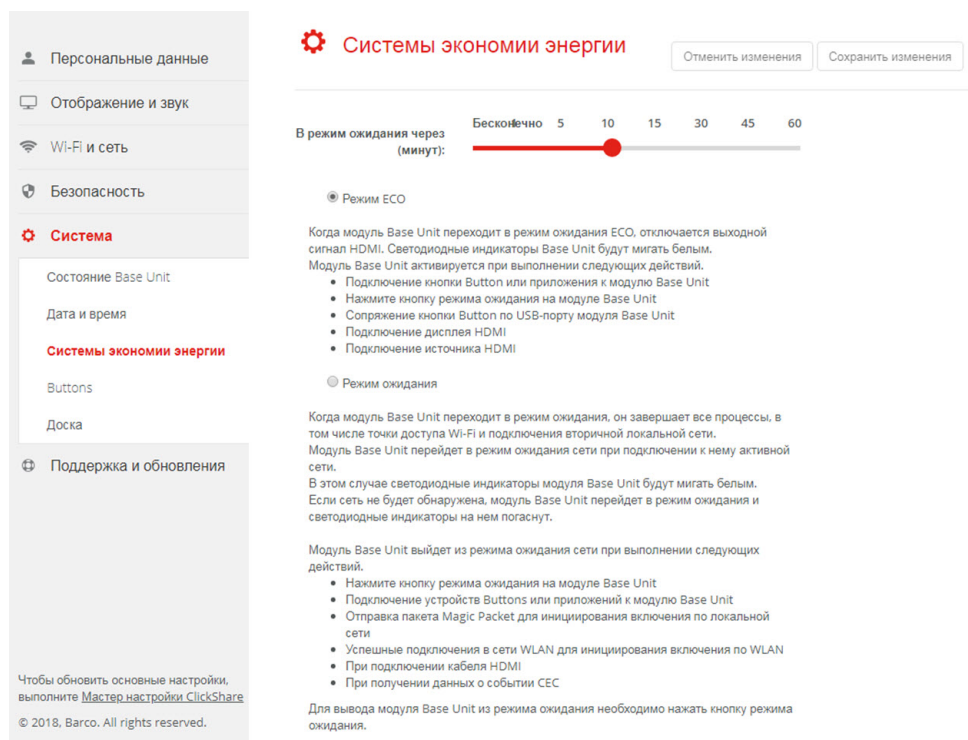 Персональные данные
Отображение и звук
Wi-Fi и сеть
Безопасность
Система
Состояние Base Unit
Дата и время
Системы экономии энергии
Buttons
Доска
Поддержка и обновления
Чтобы обновить основные настройки,
выполните Мастер настройки ClickShare
© 2018, Barco. All rights reserved.
Системы экономии энергии
Отменить изменения
Сохранить изменения
В режим ожидания через
(минут):
Бесконечно 5 10 15 30 45 60
Режим ECO
Когда модуль Base Unit переходит в режим ожидания ECO, отключается выходной
сигнал HDMI. Светодиодные индикаторы Base Unit будут мигать белым.
Модуль Base Unit активируется при выполнении следующих действий.
• Подключение кнопки Button или приложения к модулю Base Unit
• Нажмите кнопку режима ожидания на модуле Base Unit
• Сопряжение кнопки Button по USB-порту модуля Base Unit
• Подключение дисплея HDMI
• Подключение источника HDMI
Режим ожидания
Когда модуль Base Unit переходит в режим ожидания, он завершает все процессы, в
том числе точки доступа Wi-Fi и подключения вторичной локальной сети.
Модуль Base Unit перейдет в режим ожидания сети при подключении к нему активной
сети.
В этом случае светодиодные индикаторы модуля Base Unit будут мигать белым.
Если сеть не будет обнаружена, модуль Base Unit перейдет в режим ожидания и
светодиодные индикаторы на нем погаснут.
Модуль Base Unit выйдет из режима ожидания сети при выполнении следующих
действий.
• Нажмите кнопку режима ожидания на модуле Base Unit
• Подключение устройств Buttons или приложений к модулю Base Unit
• Отправка пакета Magic Packet для инициирования включения по локальной
сети
• Успешные подключения в сети WLAN для инициирования включения по WLAN
• При подключении кабеля HDMI
• При получении данных о событии CEC
Для вывода модуля Base Unit из режима ожидания необходимо нажать кнопку режима
ожидания.